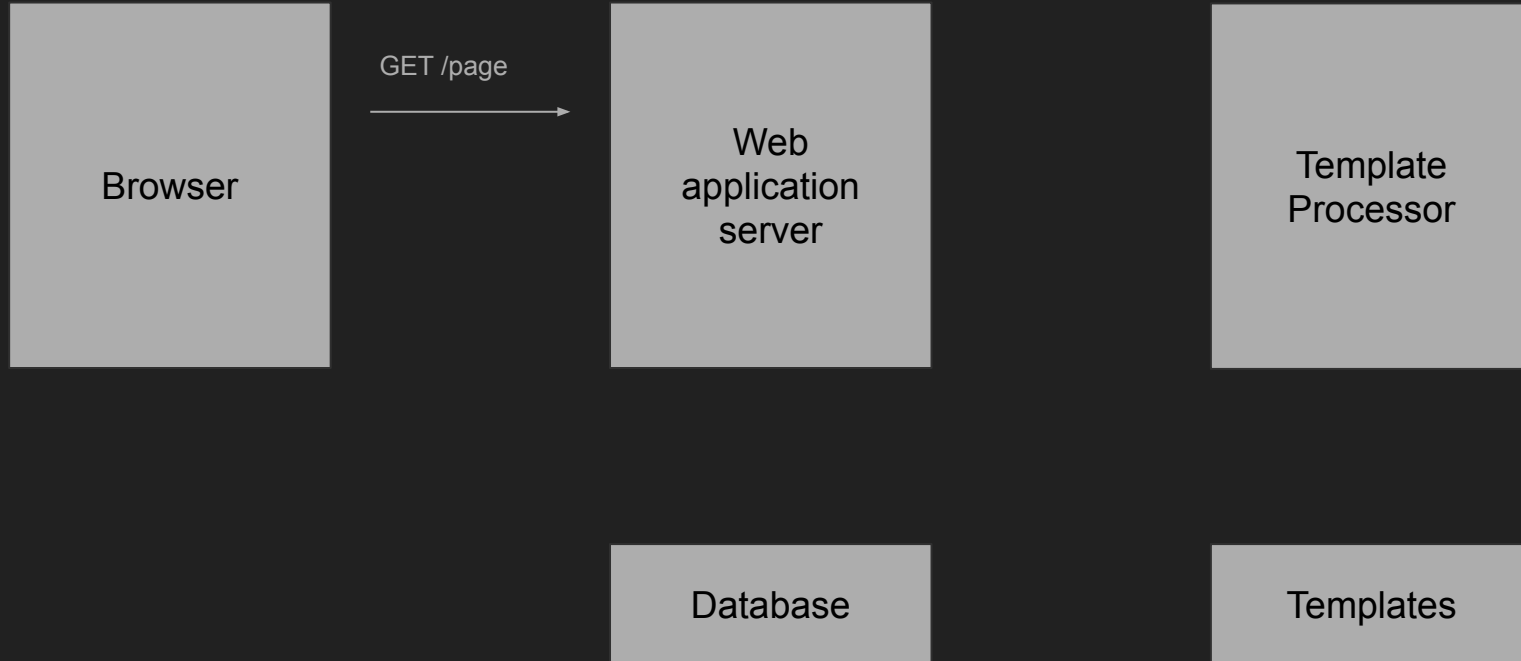 GET /page
Browser
Web
application
server
Template
Processor
Database
Templates